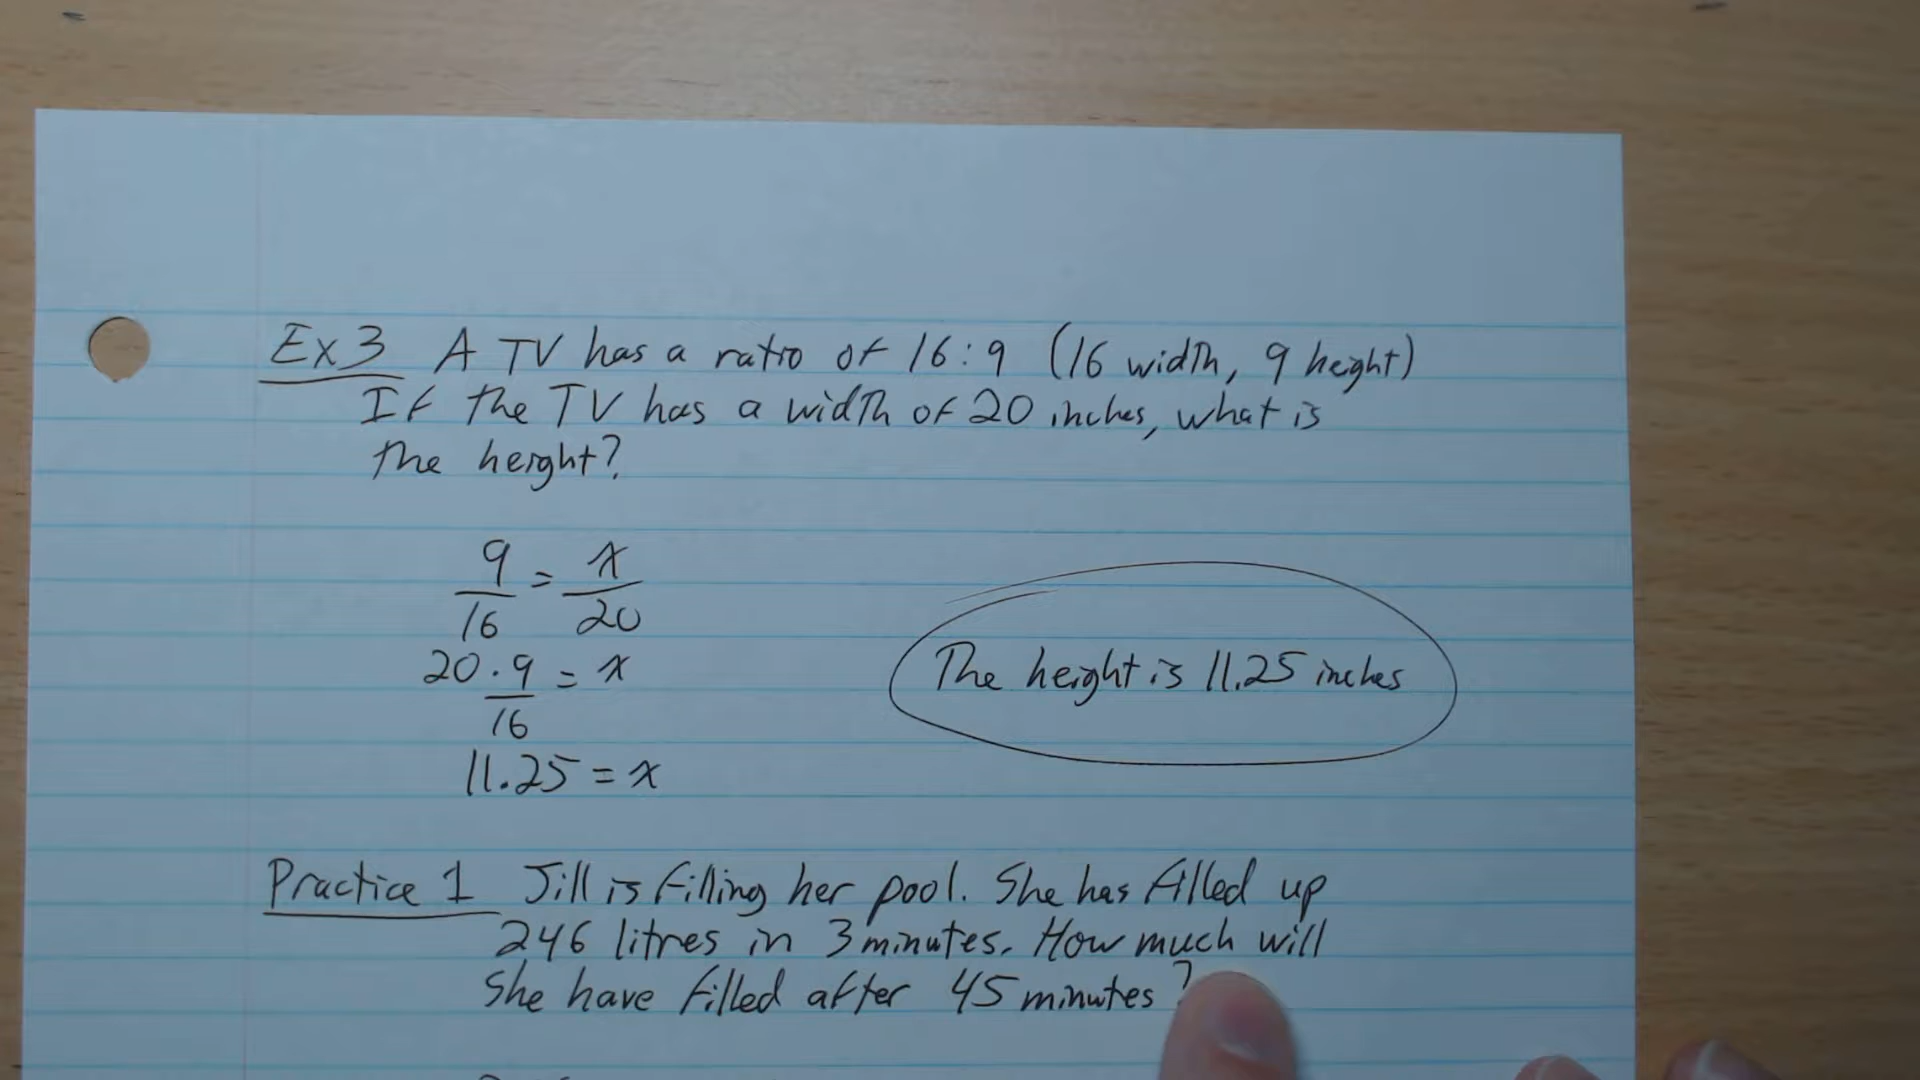 Ex 3 A TV has a ratio of 16:9 (16 width, 9 height)
If the TV has a width of 20 inches, what is
the height?
9/16 = x/20
20·9/16 = x
11.25 = x
The height is 11.25 inches
Practice 1 Jill is filling her pool. She has filled up
246 litres in 3 minutes. How much will
She have filled after 45 minutes?